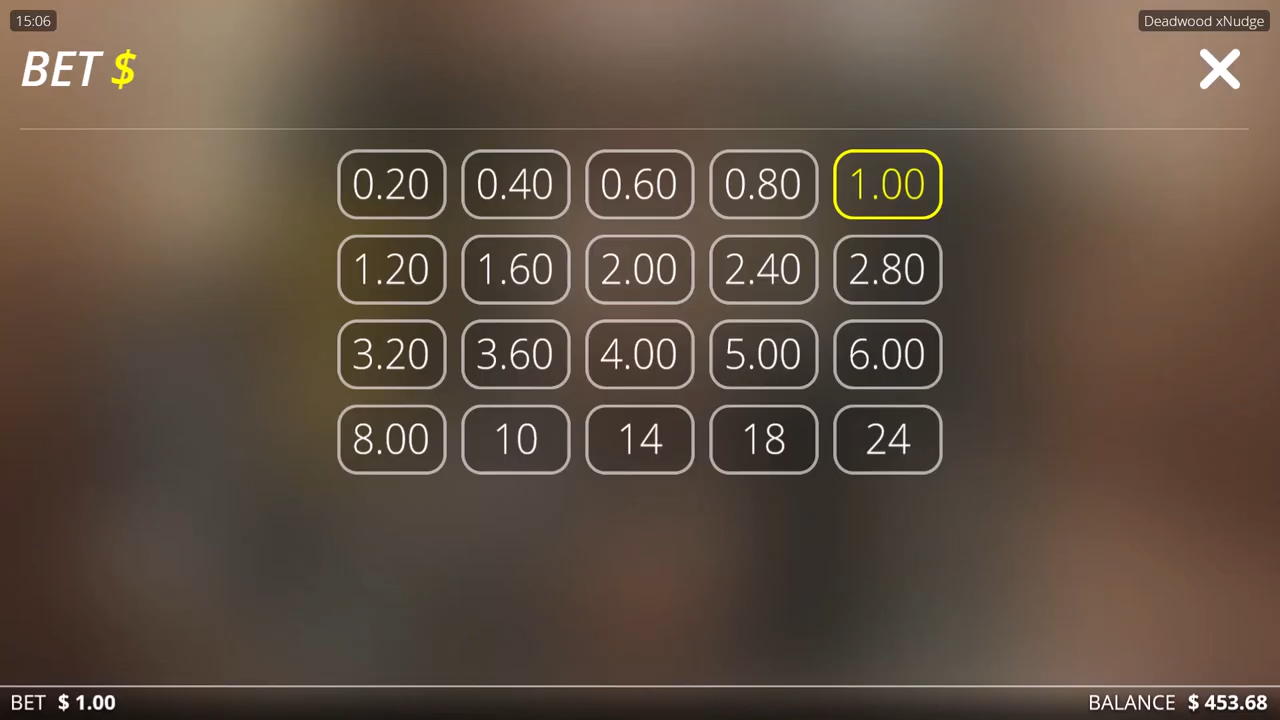 15:06
Deadwood xNudge
BET $
0.20 0.40 0.60 0.80 1.00
1.20 1.60 2.00 2.40 2.80
3.20 3.60 4.00 5.00 6.00
8.00 10 14 18 24
BET $ 1.00
BALANCE $ 453.68